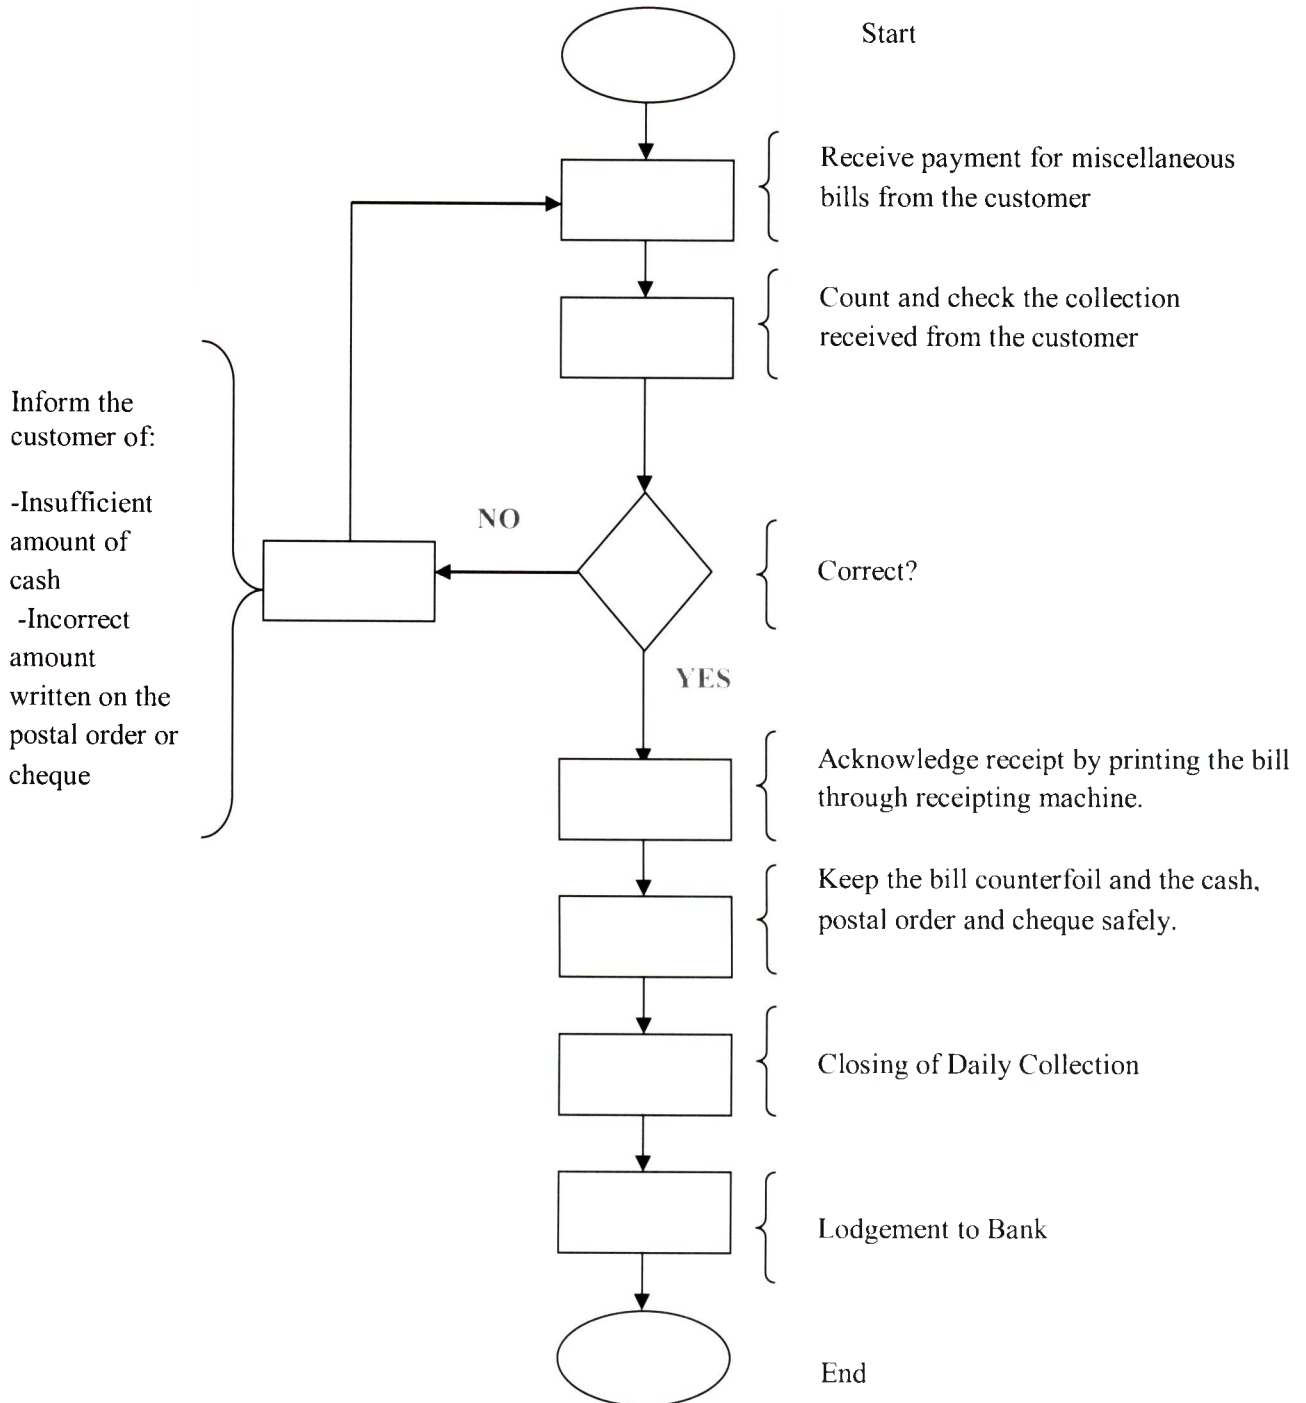 Start
Receive payment for miscellaneous
bills from the customer
Count and check the collection
received from the customer
Inform the
customer of:
-Insufficient
amount of
cash
-Incorrect
amount
written on the
postal order or
cheque
NO
Correct?
YES
Acknowledge receipt by printing the bill
through receipting machine.
Keep the bill counterfoil and the cash,
postal order and cheque safely.
Closing of Daily Collection
Lodgement to Bank
End